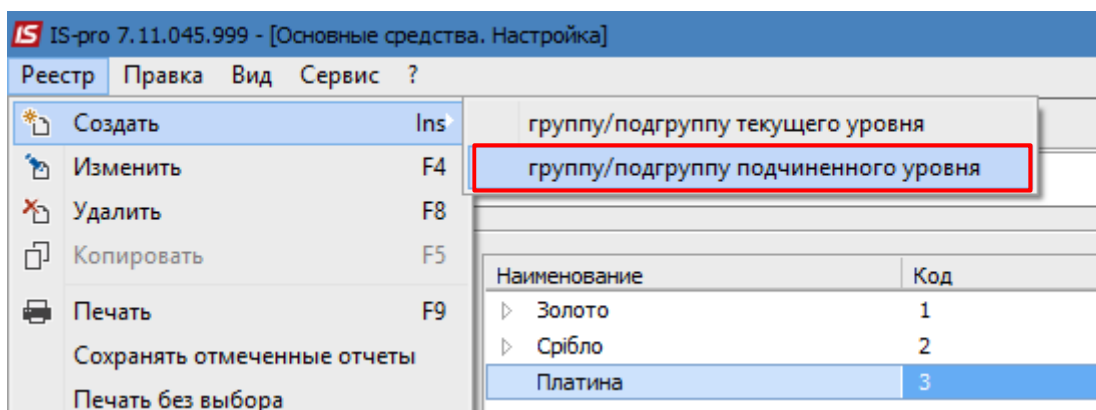 IS IS-pro 7.11.045.999 - [Основные средства. Настройка]
Реестр Правка Вид Сервис ?
Создать Ins
группу/подгруппу текущего уровня
Изменить F4
группу/подгруппу подчиненного уровня
Удалить F8
Копировать F5
Наименование Код
Печать F9
Золото 1
Сохранять отмеченные отчеты
Срібло 2
Платина 3
Печать без выбора